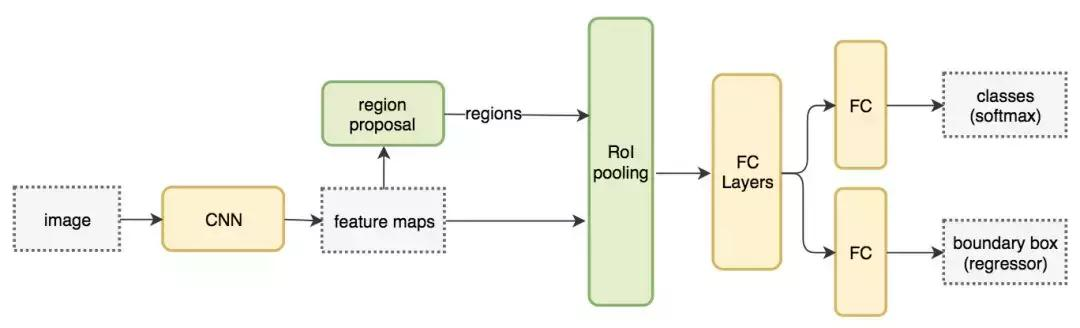 image
CNN
region
proposal
regions
feature maps
RoI
pooling
FC
Layers
FC
classes
(softmax)
FC
boundary box
(regressor)